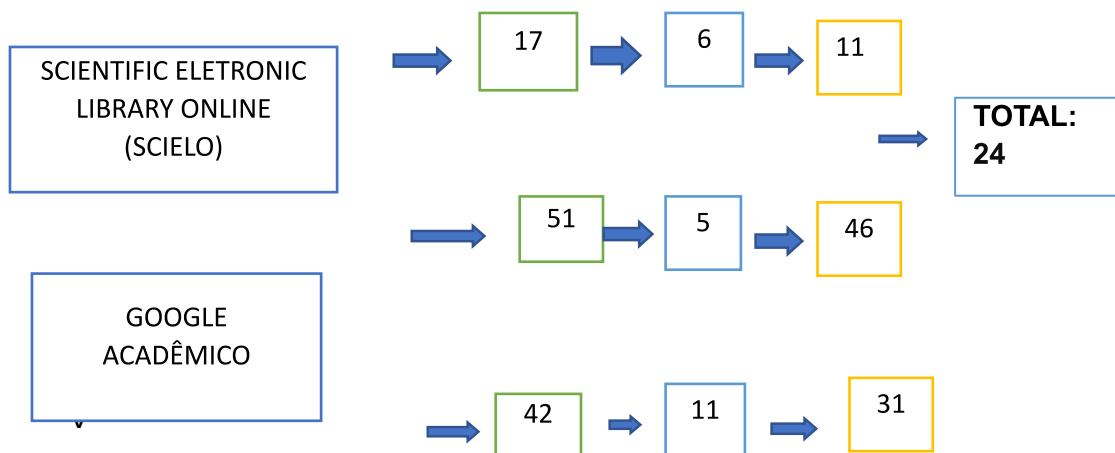 17
6
11
SCIENTIFIC ELETRONIC
LIBRARY ONLINE
(SCIELO)
TOTAL:
24
51
5
46
GOOGLE
ACADÊMICO
42
11
31